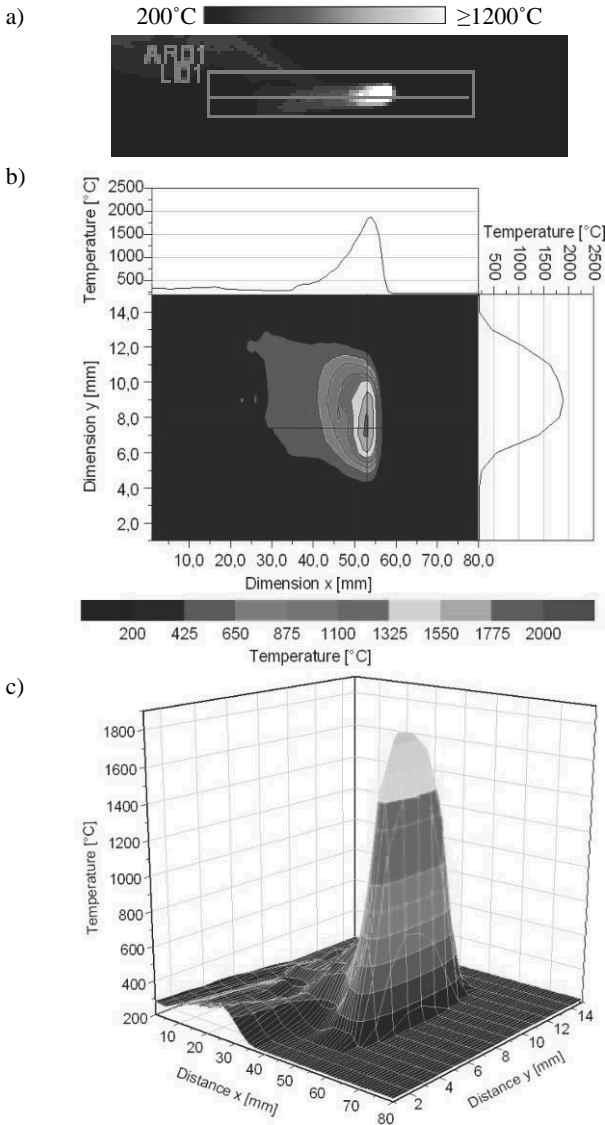 a) 200°C ≥1200°C
AR01
LI01
b)
Temperature [°C]
2500
2000
1500
1000
500
Temperature [°C]
500
1000
1500
2000
2500
Dimension y [mm]
14,0
12,0
10,0
8,0
6,0
4,0
2,0
10,0 20,0 30,0 40,0 50,0 60,0 70,0 80,0
Dimension x [mm]
200 425 650 875 1100 1325 1550 1775 2000
Temperature [°C]
c)
Temperature [°C]
1800
1600
1400
1200
1000
800
600
400
200
10 20 30 40 50 60 70 80
Distance x [mm]
2 4 6 8 10 12 14
Distance y [mm]